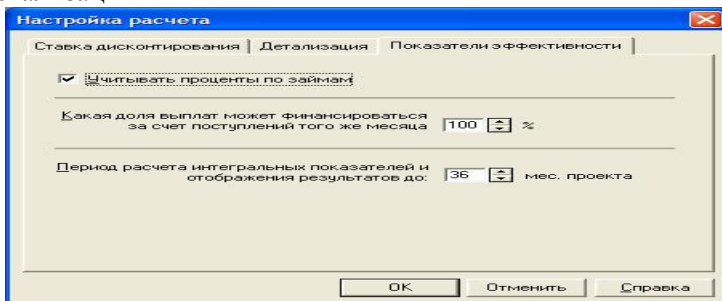 Настройка расчета
Ставка дисконтирования Детализация Показатели эффективности
Учитывать проценты по займам
Какая доля выплат может финансироваться
за счет поступлений того же месяца 100 %
Период расчета интегральных показателей и
отображения результатов до: 36 мес. проекта
OK Отменить Справка